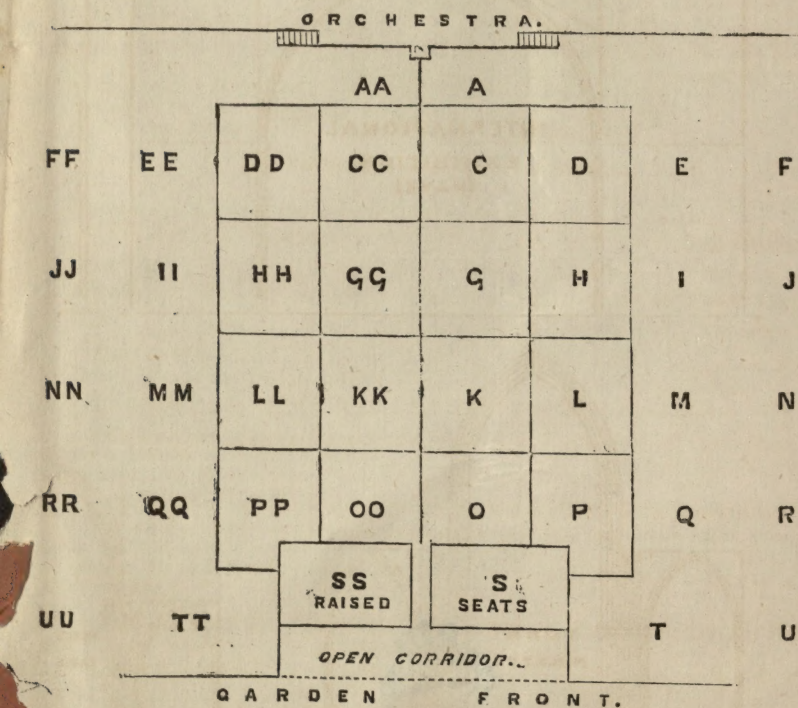 ORCHESTRA.
AA A
FF EE DD CC C D E F
JJ II HH GG G H I J
NN MM LL KK K L M N
RR QQ PP OO O P Q R
SS S
RAISED SEATS
UU TT T U
OPEN CORRIDOR.
GARDEN FRONT.